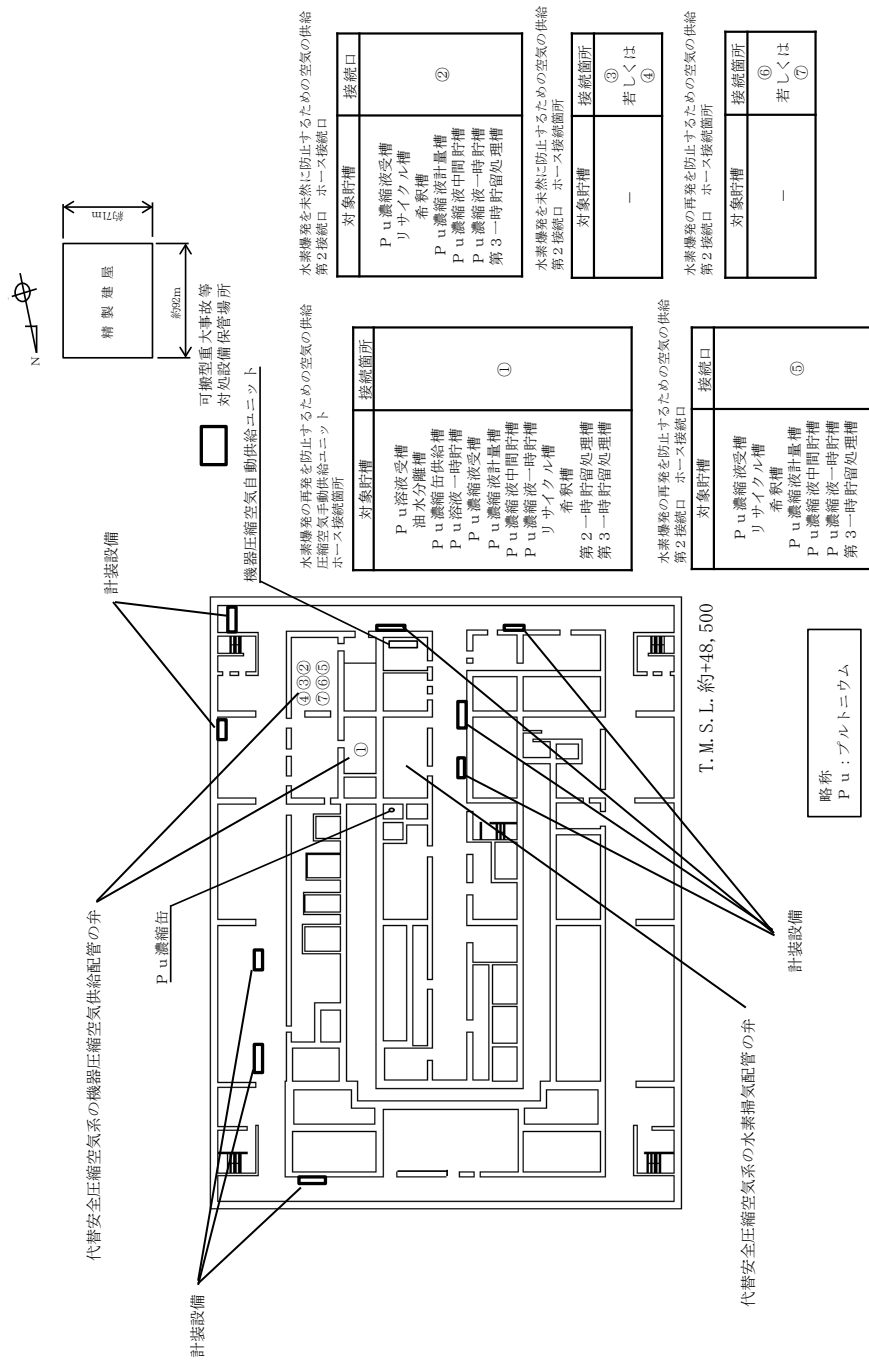 代替安全圧縮空気系の機器圧縮空気供給配管の弁
計装設備
計装設備
Pu濃縮缶
機器圧縮空気自動供給ユニット
代替安全圧縮空気系の水素掃気配管の弁
計装設備
④③②
⑦⑥⑤
①
T.M.S.L.約+48,500
略称
Pu:プルトニウム
N
精製建屋
約92m
約71m
可搬型重大事故等
対処設備保管場所
水素爆発の再発を防止するための空気の供給
圧縮空気手動供給ユニット
ホース接続箇所
対象貯槽 接続箇所
Pu溶液受槽
油水分離槽
Pu濃縮缶供給槽
Pu溶液一時貯槽
Pu濃縮液受槽
Pu濃縮液計量槽
Pu濃縮液中間貯槽
Pu濃縮液一時貯槽
リサイクル槽
希釈槽
第2一時貯留処理槽
第3一時貯留処理槽
①
水素爆発の再発を防止するための空気の供給
第2接続口 ホース接続口
対象貯槽 接続口
Pu濃縮液受槽
リサイクル槽
希釈槽
Pu濃縮液計量槽
Pu濃縮液中間貯槽
Pu濃縮液一時貯槽
第3一時貯留処理槽
⑤
水素爆発を未然に防止するための空気の供給
第2接続口 ホース接続口
対象貯槽 接続口
Pu濃縮液受槽
リサイクル槽
希釈槽
Pu濃縮液計量槽
Pu濃縮液中間貯槽
Pu濃縮液一時貯槽
第3一時貯留処理槽
②
水素爆発を未然に防止するための空気の供給
第2接続口 ホース接続箇所
対象貯槽 接続箇所
－
③
若しくは
④
水素爆発の再発を防止するための空気の供給
第2接続口 ホース接続箇所
対象貯槽 接続箇所
－
⑥
若しくは
⑦